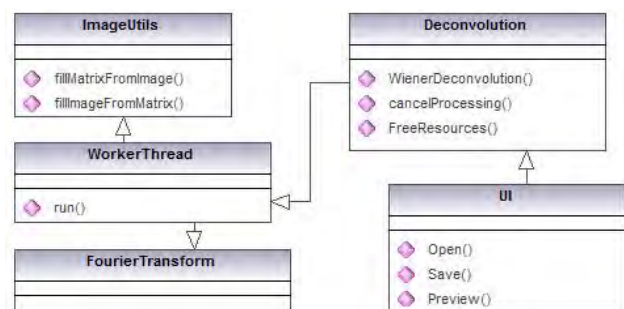 ImageUtils
fillMatrixFromImage()
fillImageFromMatrix()
WorkerThread
run()
FourierTransform
Deconvolution
WienerDeconvolution()
cancelProcessing()
FreeResources()
UI
Open()
Save()
Preview()